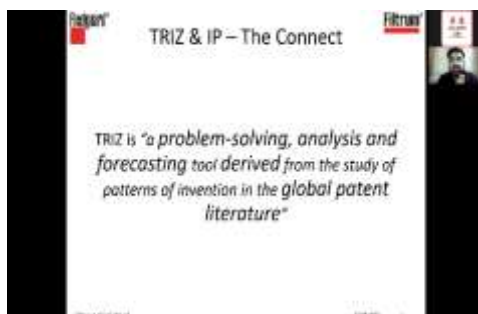 Filtrum
TRIZ & IP – The Connect
TRIZ is “a problem-solving, analysis and
forecasting tool derived from the study of
patterns of invention in the global patent
literature”